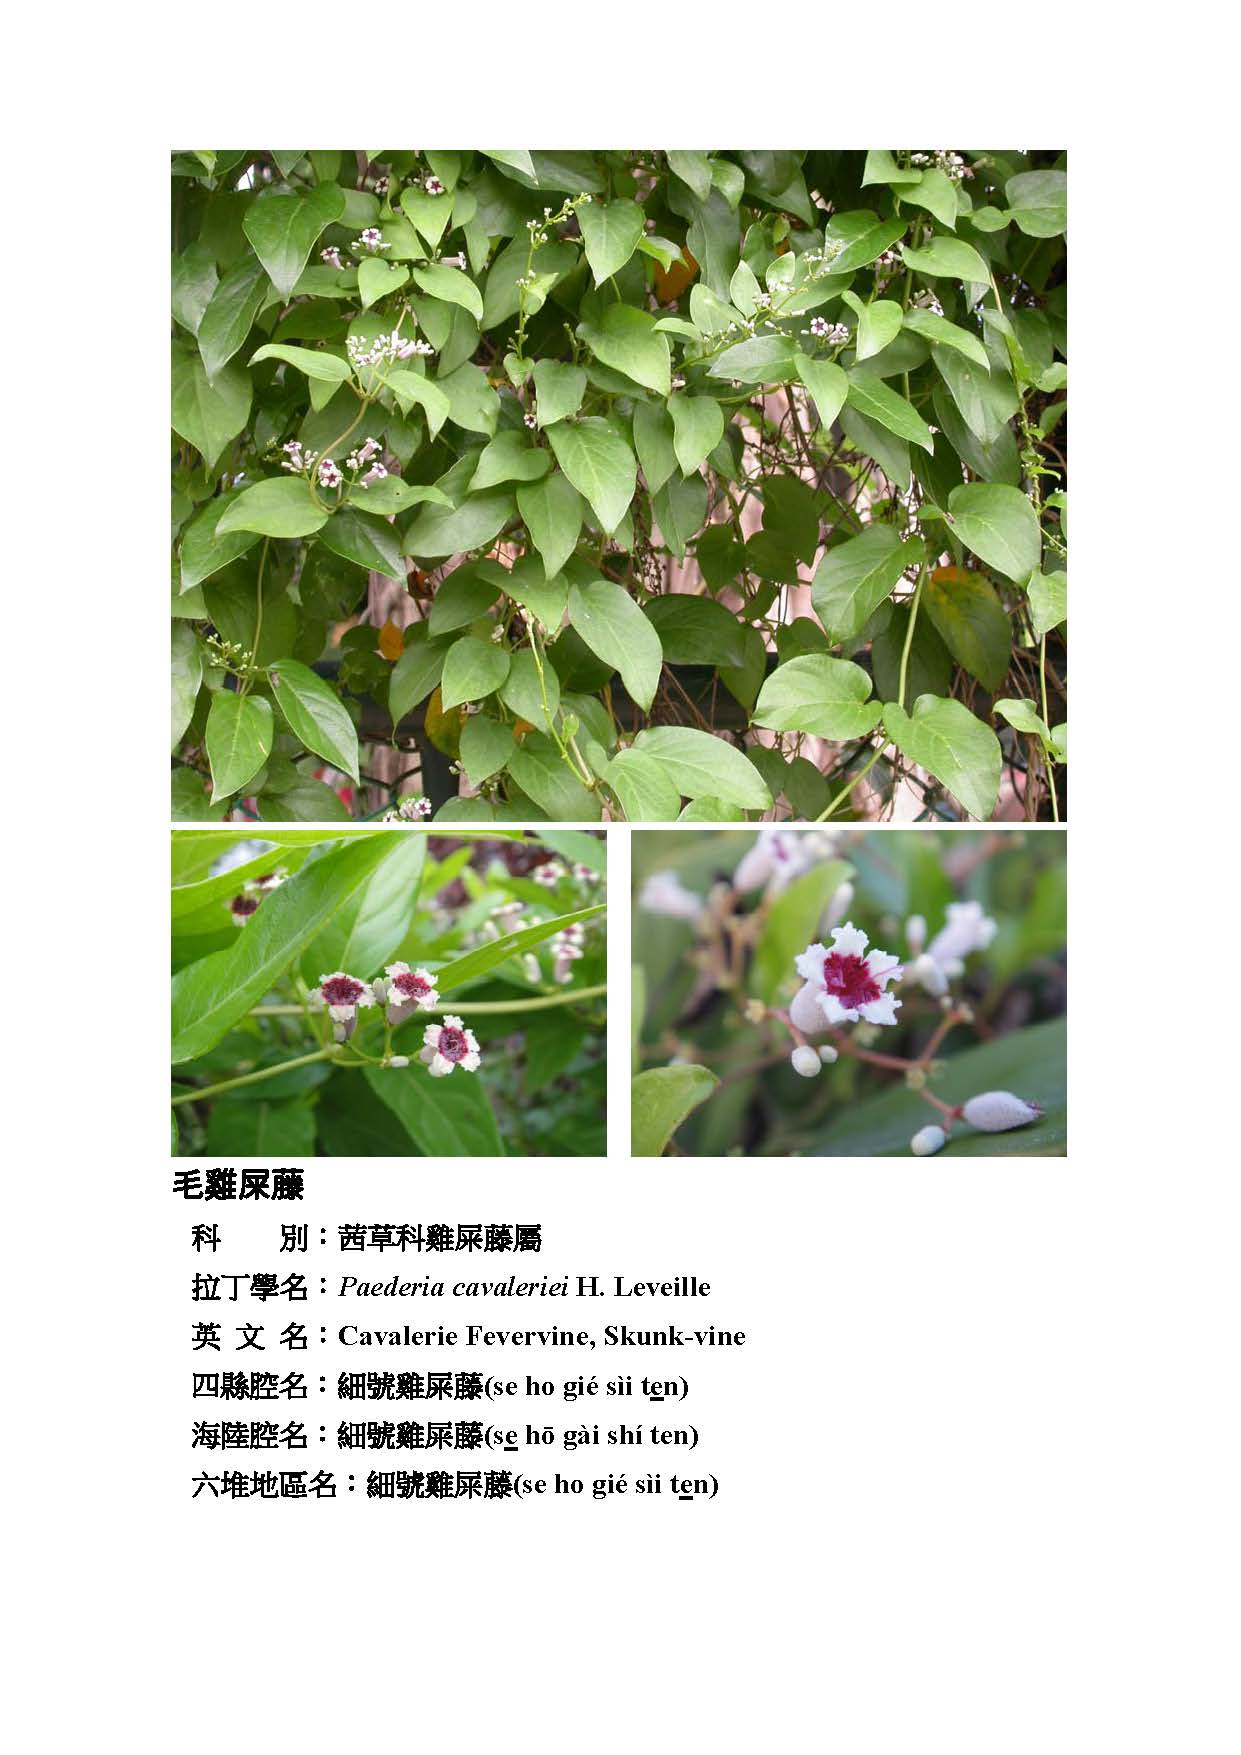 毛雞屎藤
科　　別：茜草科雞屎藤屬
拉丁學名：Paederia cavaleriei H. Leveille
英 文 名：Cavalerie Fevervine, Skunk-vine
四縣腔名：細號雞屎藤(se ho gié sìi ten)
海陸腔名：細號雞屎藤(se hō gài shí ten)
六堆地區名：細號雞屎藤(se ho gié sìi ten)